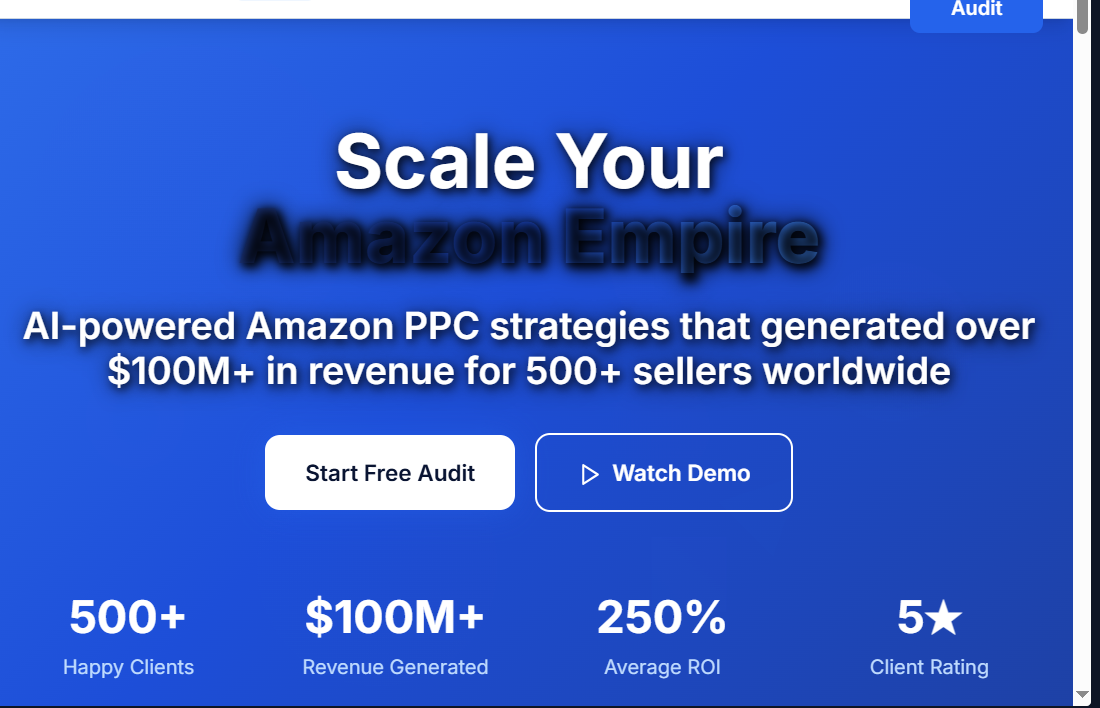 Audit
Scale Your
Amazon Empire
AI-powered Amazon PPC strategies that generated over
$100M+ in revenue for 500+ sellers worldwide
Start Free Audit
Watch Demo
500+
$100M+
250%
5★
Happy Clients
Revenue Generated
Average ROI
Client Rating